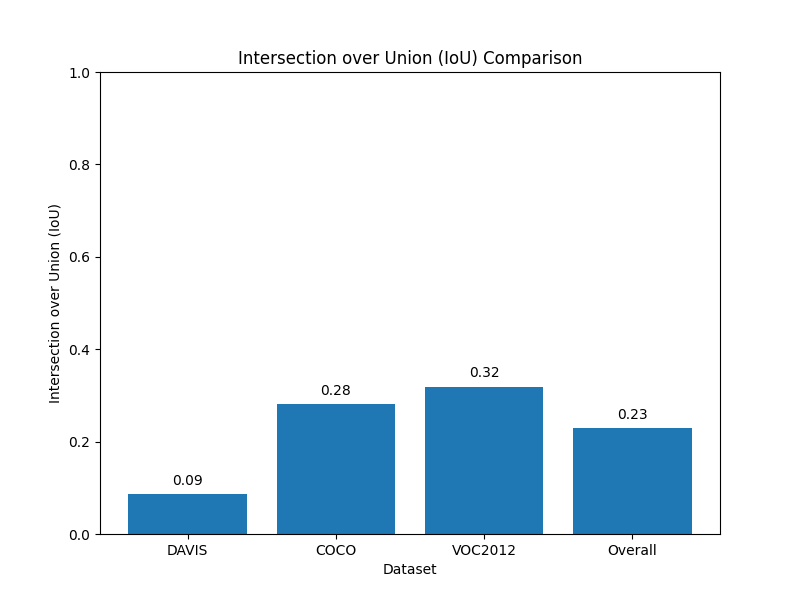 Intersection over Union (IoU) Comparison
1.0
0.8
0.6
0.4
0.2
0.0
Intersection over Union (IoU)
0.09
0.28
0.32
0.23
DAVIS
COCO
VOC2012
Overall
Dataset